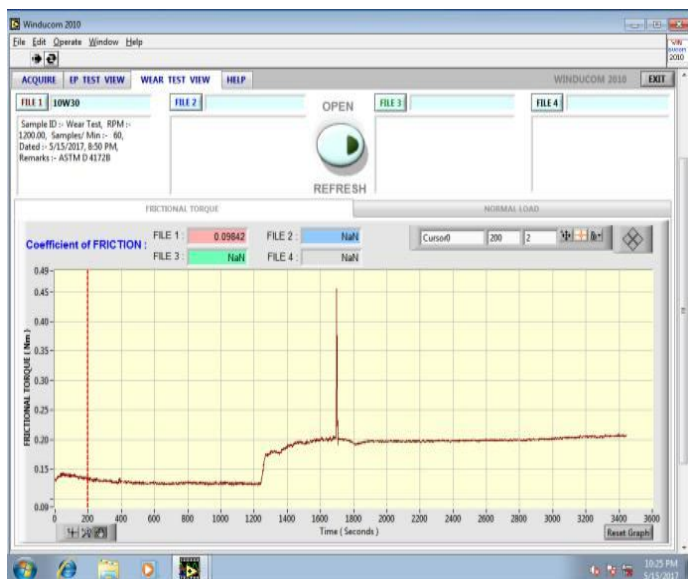 Winducom 2010
File Edit Operate Window Help
WIN
ducom
2010
ACQUIRE EP TEST VIEW WEAR TEST VIEW HELP WINDUCOM 2010 EXIT
FILE 1 10W30 FILE 2 OPEN FILE 3 FILE 4
Sample ID :- Wear Test, RPM :-
1200.00, Samples/ Min :- 60,
Dated :- 5/15/2017, 8:50 PM,
Remarks :- ASTM D 4172B
REFRESH
FRICTIONAL TORQUE NORMAL LOAD
Coefficient of FRICTION : FILE 1 : 0.09842 FILE 2 : NaN Cursor0 200 2
FILE 3 : NaN FILE 4 : NaN
0.49
0.45
0.40
0.35
0.30
0.25
0.20
0.15
0.09
FRICTIONAL TORQUE ( Nm )
0 200 400 600 800 1000 1200 1400 1600 1800 2000 2200 2400 2600 2800 3000 3200 3400 3600
Time ( Seconds )
Reset Graph
10:25 PM
5/15/2017